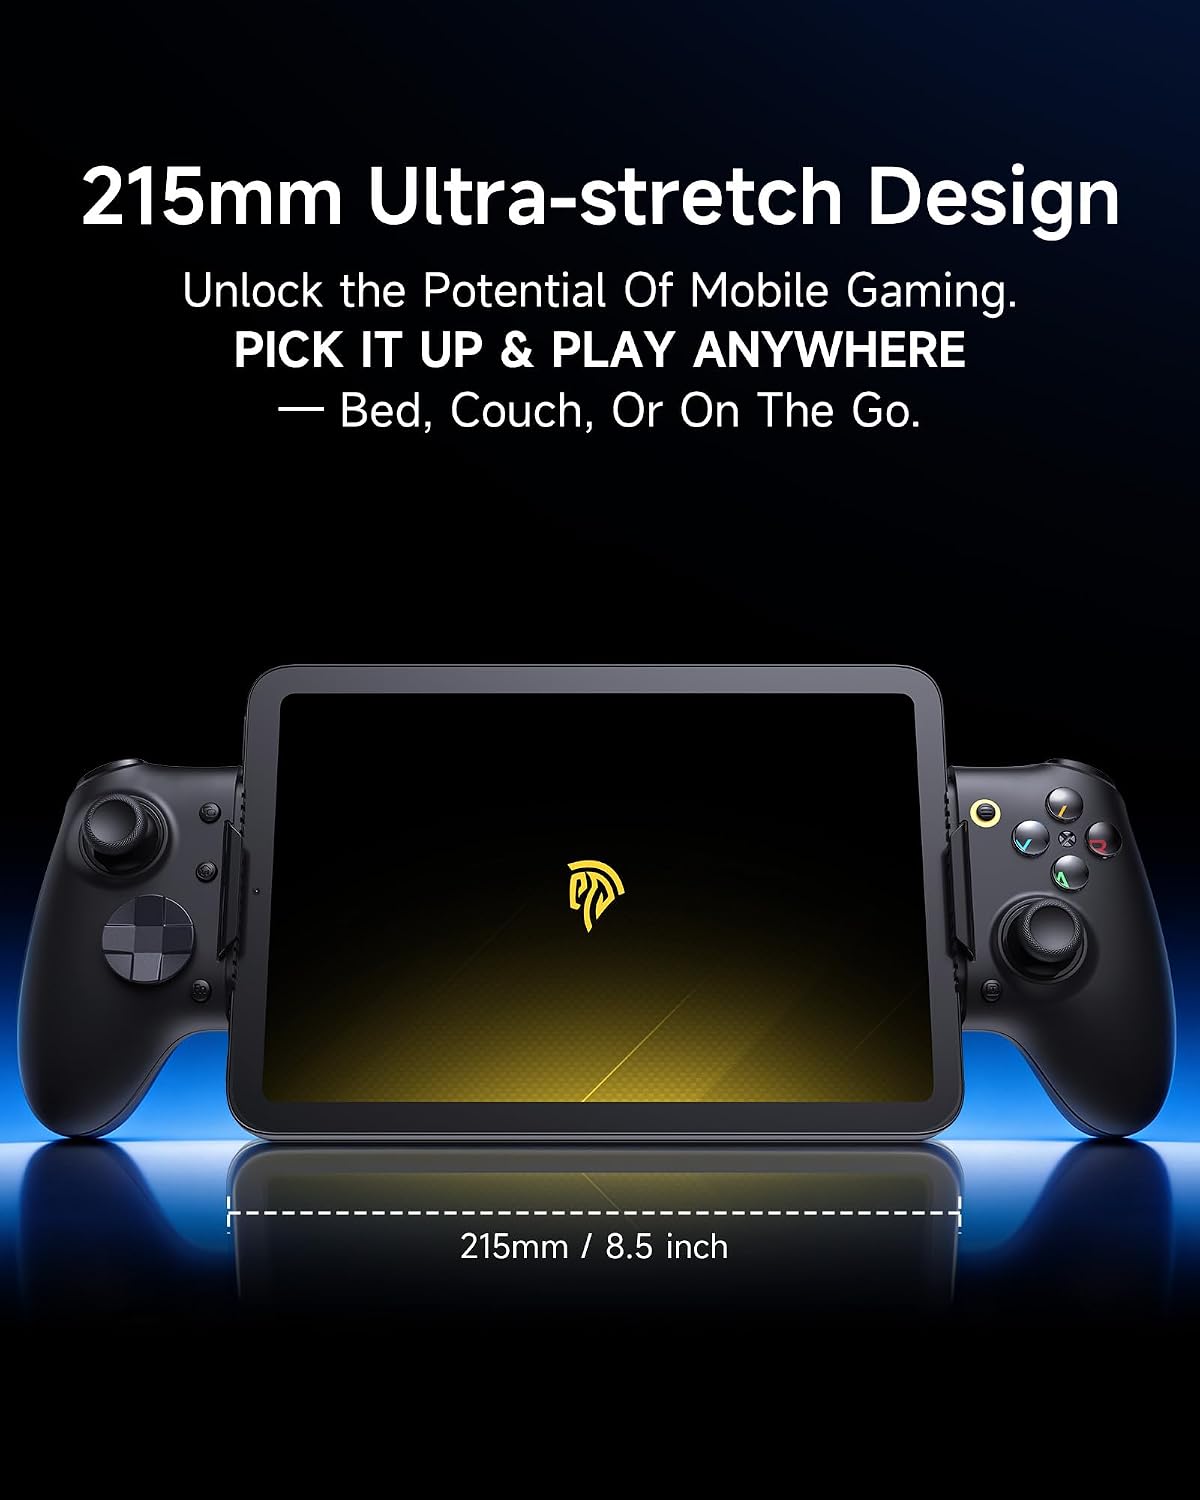 215mm Ultra-stretch Design
Unlock the Potential Of Mobile Gaming.
PICK IT UP & PLAY ANYWHERE
— Bed, Couch, Or On The Go.
215mm / 8.5 inch